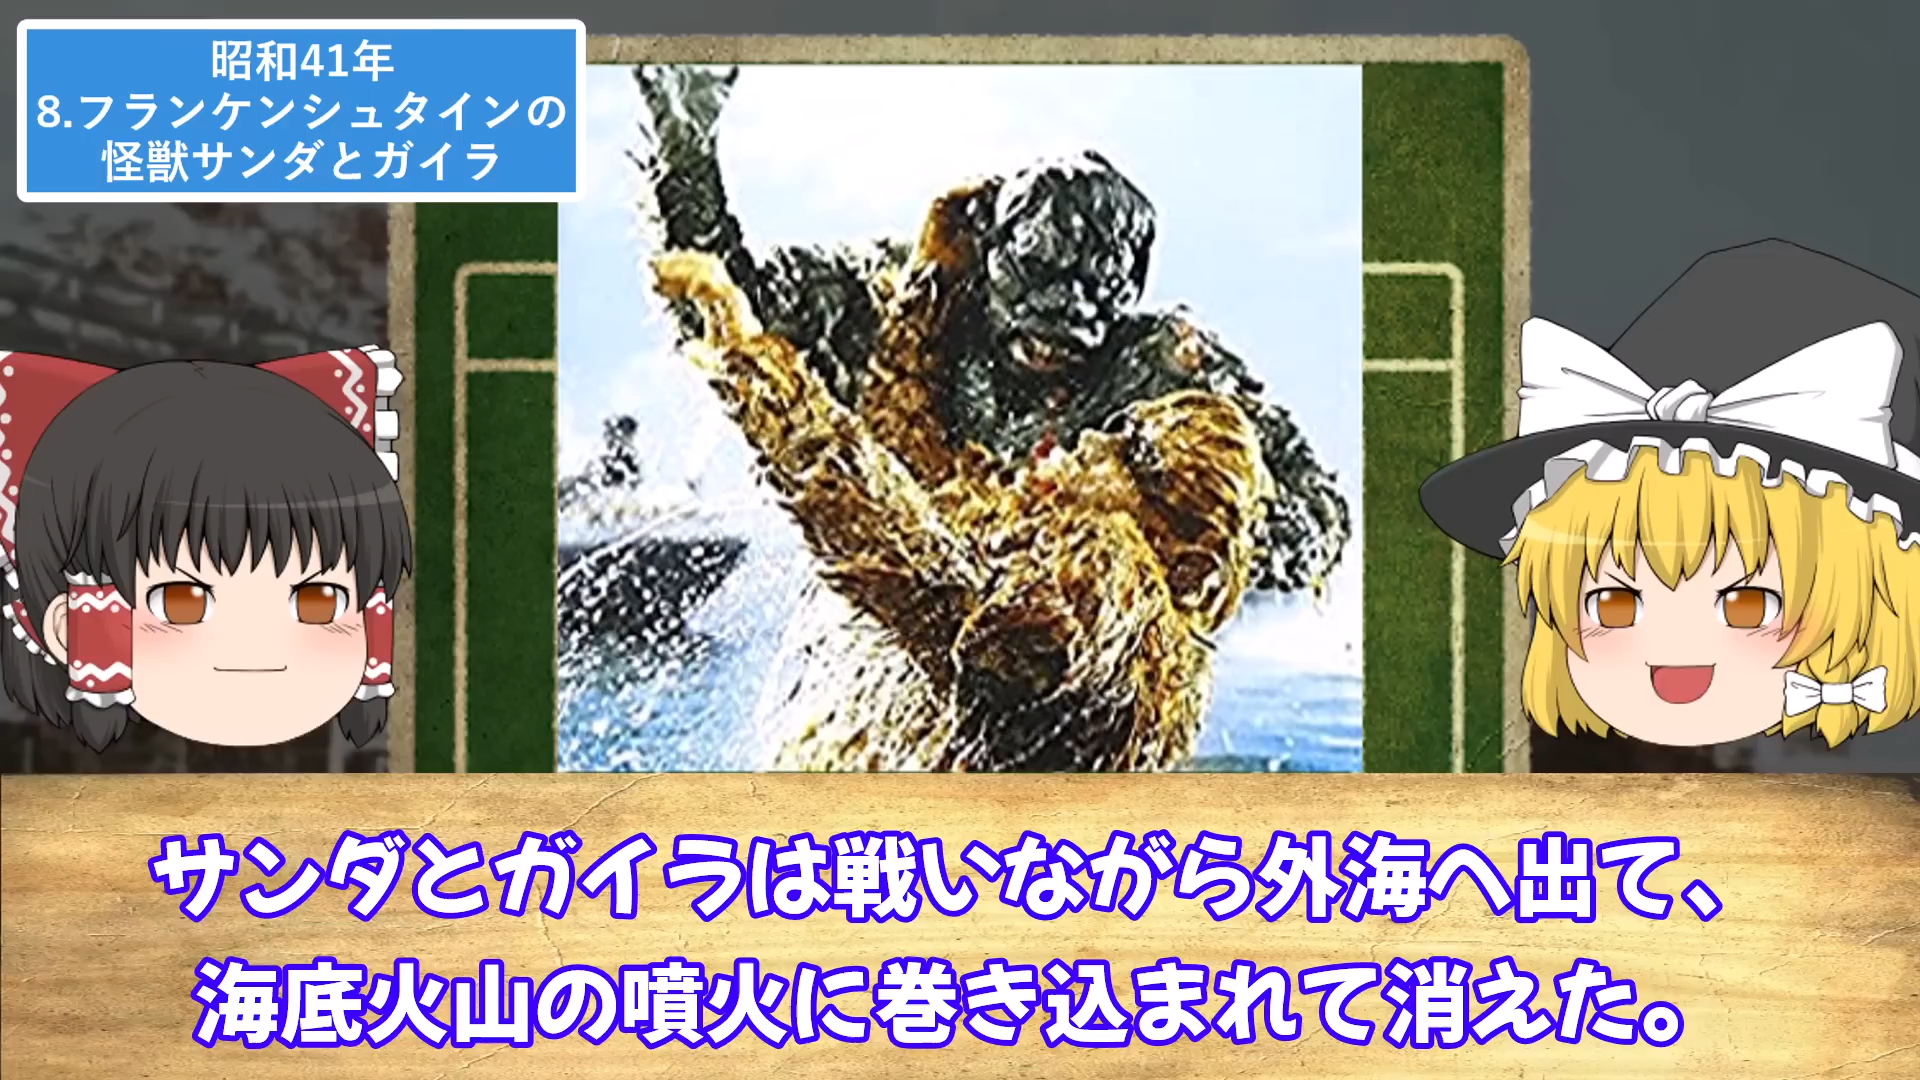 昭和41年
8.フランケンシュタインの
怪獣サンダとガイラ
サンダとガイラは戦いながら外海へ出て、
海底火山の噴火に巻き込まれて消えた。